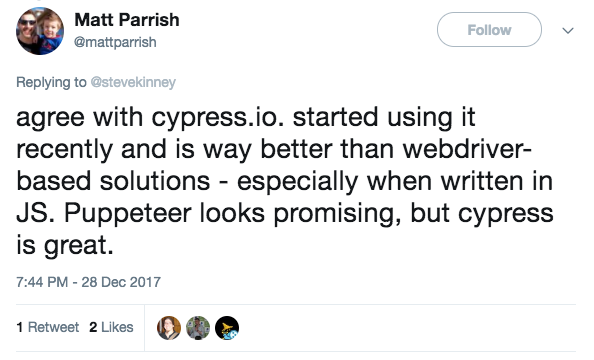 Matt Parrish
@mattparrish
Follow
Replying to @stevekinney
agree with cypress.io. started using it
recently and is way better than webdriver-
based solutions - especially when written in
JS. Puppeteer looks promising, but cypress
is great.
7:44 PM - 28 Dec 2017
1 Retweet 2 Likes